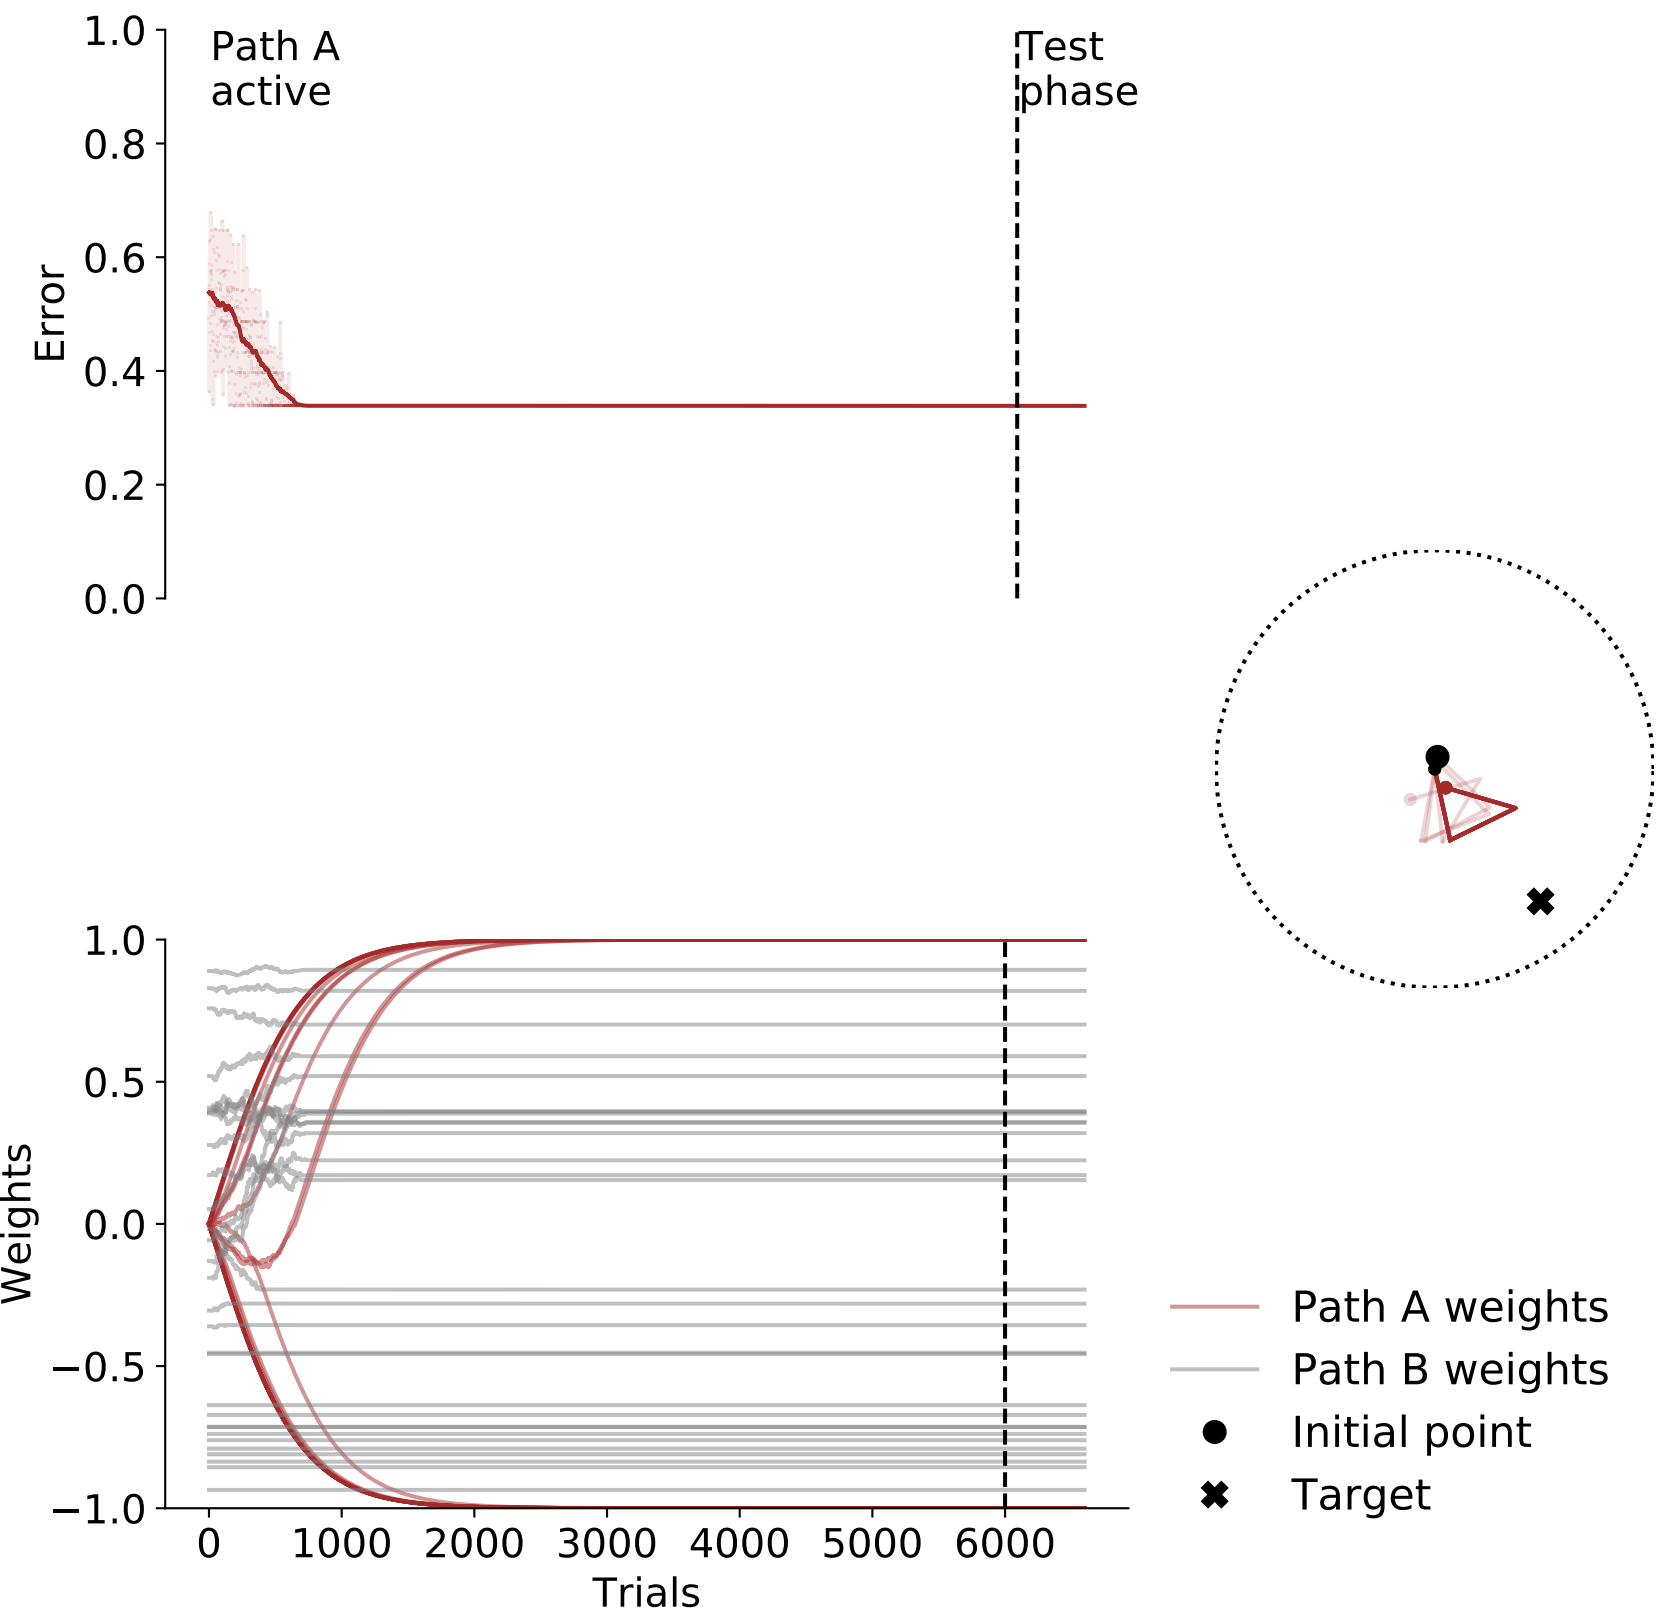 1.0
Path A
active
Test
phase
0.8
0.6
0.4
0.2
0.0
Error
1.0
0.5
0.0
−0.5
−1.0
Weights
0 1000 2000 3000 4000 5000 6000
Trials
Path A weights
Path B weights
Initial point
Target